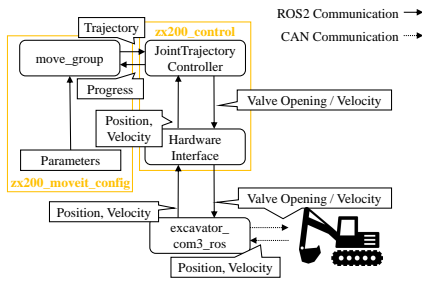 ROS2 Communication
CAN Communication
Trajectory
zx200_control
move_group
JointTrajectory
Controller
Progress
Position,
Velocity
Valve Opening / Velocity
Hardware
Interface
Parameters
zx200_moveit_config
Position, Velocity
Valve Opening / Velocity
excavator_
com3_ros
Position, Velocity